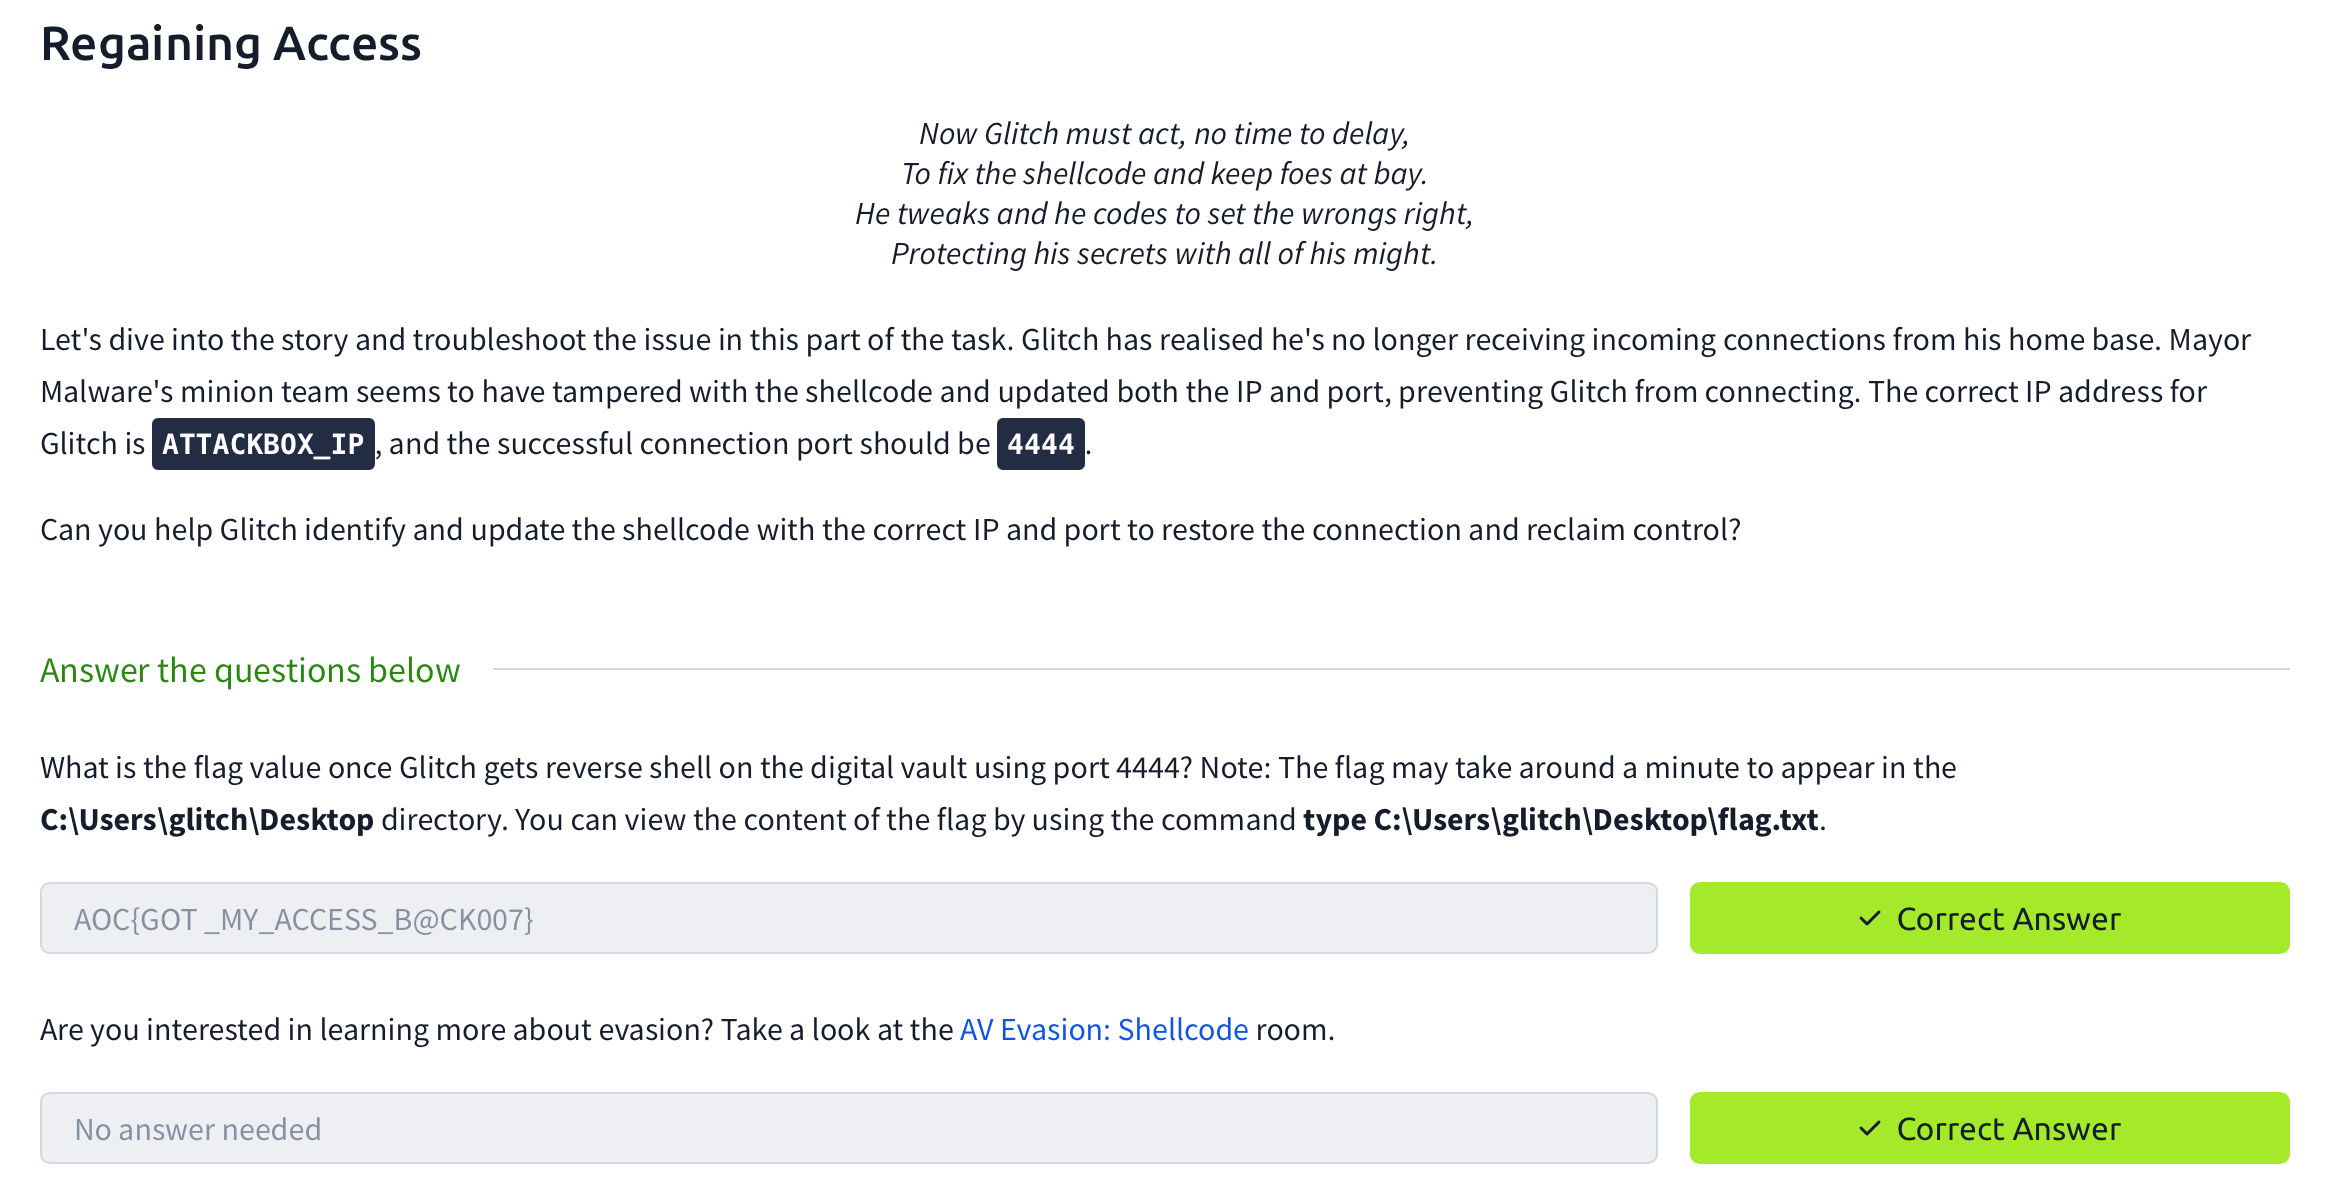 Regaining Access
Now Glitch must act, no time to delay,
To fix the shellcode and keep foes at bay.
He tweaks and he codes to set the wrongs right,
Protecting his secrets with all of his might.
Let's dive into the story and troubleshoot the issue in this part of the task. Glitch has realised he's no longer receiving incoming connections from his home base. Mayor
Malware's minion team seems to have tampered with the shellcode and updated both the IP and port, preventing Glitch from connecting. The correct IP address for
Glitch is ATTACKBOX_IP, and the successful connection port should be 4444.
Can you help Glitch identify and update the shellcode with the correct IP and port to restore the connection and reclaim control?
Answer the questions below
What is the flag value once Glitch gets reverse shell on the digital vault using port 4444? Note: The flag may take around a minute to appear in the
C:\Users\glitch\Desktop directory. You can view the content of the flag by using the command type C:\Users\glitch\Desktop\flag.txt.
AOC{GOT _MY_ACCESS_B@CK007}
✓ Correct Answer
Are you interested in learning more about evasion? Take a look at the AV Evasion: Shellcode room.
No answer needed
✓ Correct Answer